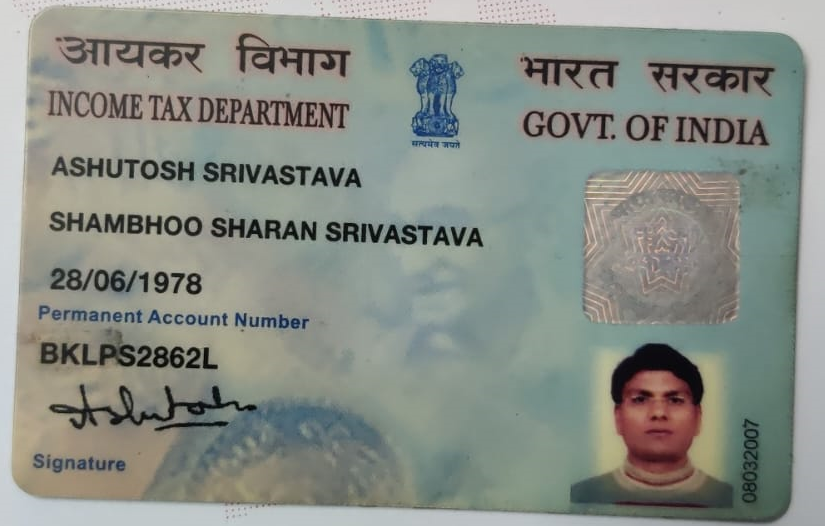 आयकर विभाग
INCOME TAX DEPARTMENT
सत्यमेव जयते
भारत सरकार
GOVT. OF INDIA
ASHUTOSH SRIVASTAVA
SHAMBHOO SHARAN SRIVASTAVA
28/06/1978
Permanent Account Number
BKLPS2862L
Ashutosh
Signature
08032007